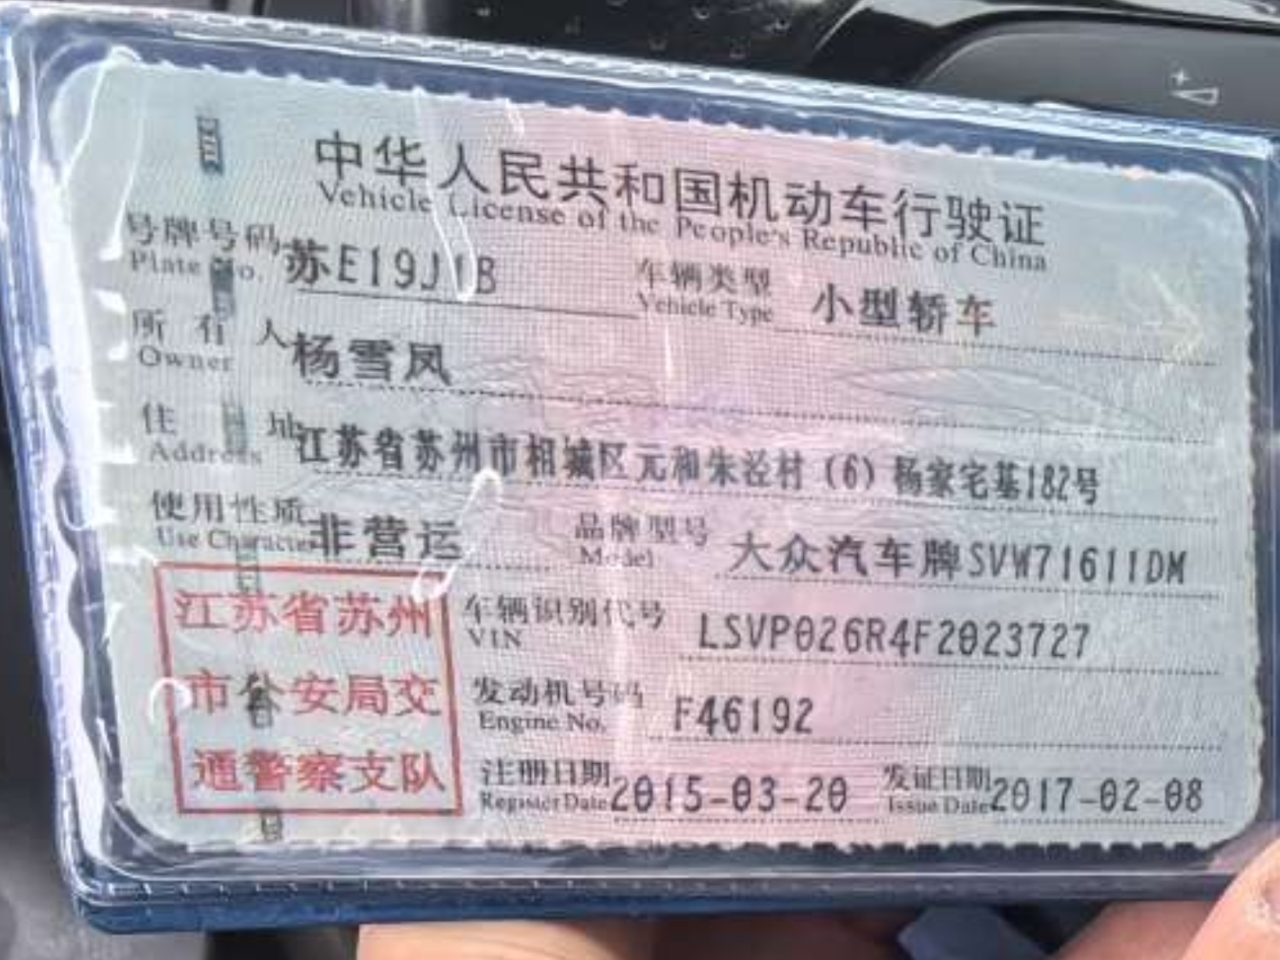 中华人民共和国机动车行驶证
Vehicle License of the People's Republic of China
号牌号码 苏E19J1B 车辆类型 小型轿车
Plate No. Vehicle Type
所有人 杨雪凤
Owner
住址 江苏省苏州市相城区元和朱泾村(6)杨家宅基182号
Address
使用性质 非营运 品牌型号 大众汽车牌SVW71611DM
Use Character Model
江苏省苏州
市公安局交
通警察支队
车辆识别代号 LSVP026R4F2023727
VIN
发动机号码 F46192
Engine No.
注册日期 2015-03-20 发证日期 2017-02-08
Register Date Issue Date